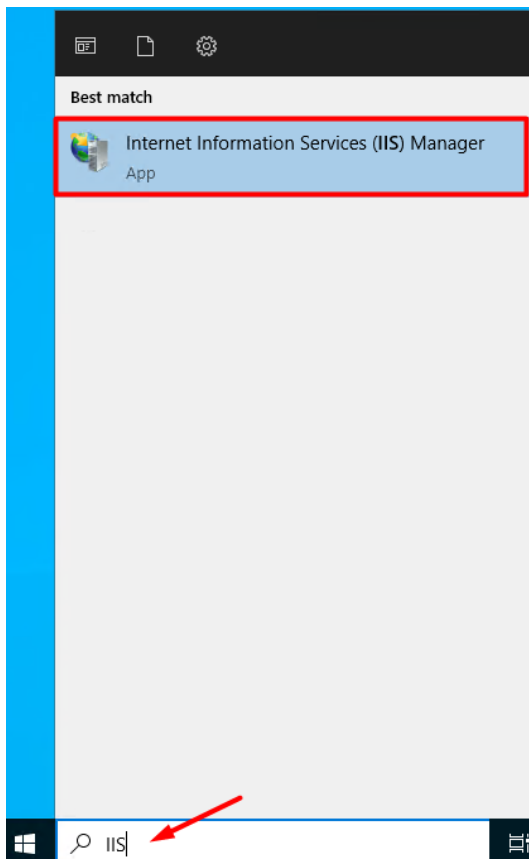 Best match
Internet Information Services (IIS) Manager
App
IIS